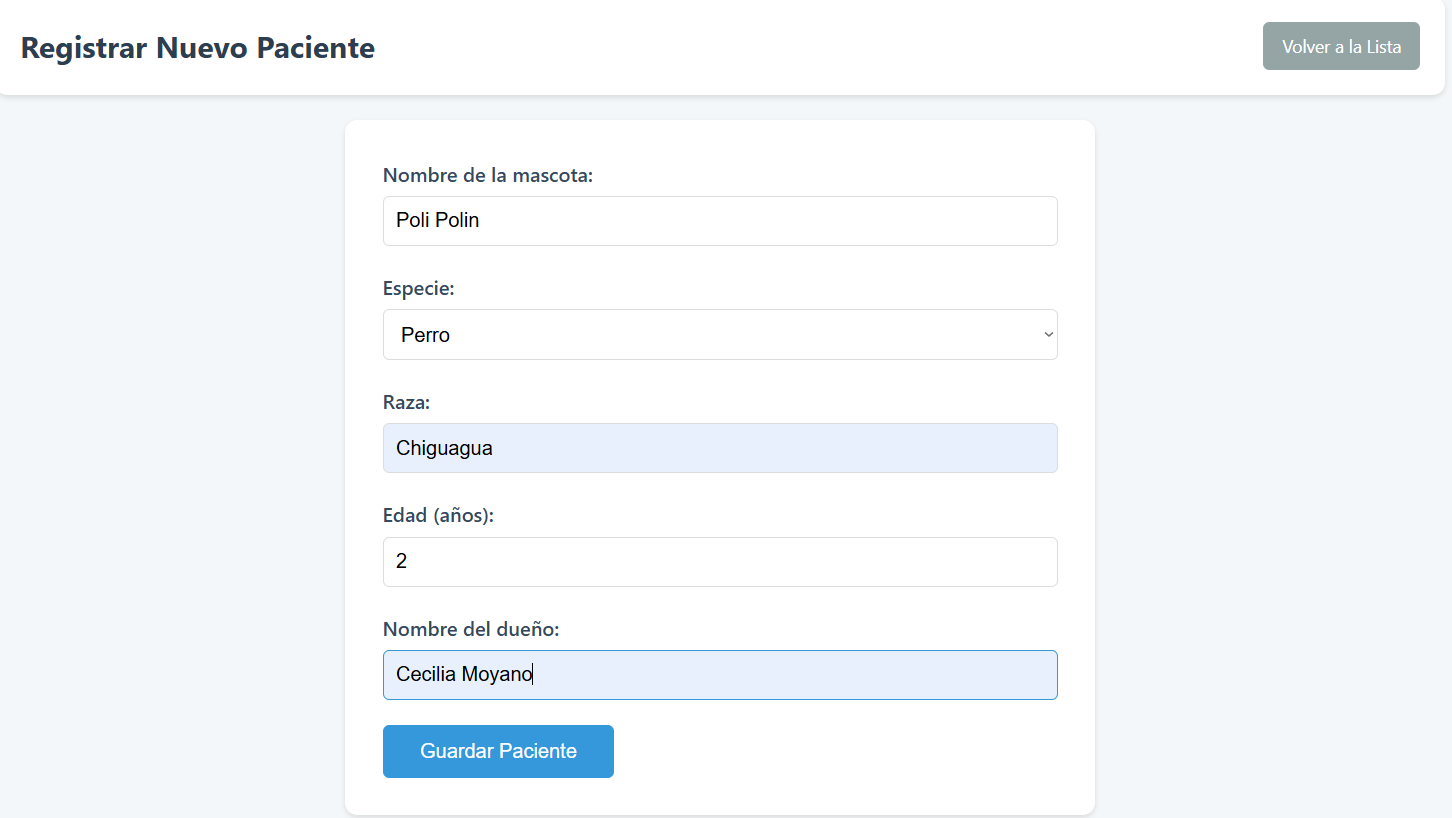 Registrar Nuevo Paciente
Volver a la Lista
Nombre de la mascota:
Poli Polin
Especie:
Perro
Raza:
Chiguagua
Edad (años):
2
Nombre del dueño:
Cecilia Moyano
Guardar Paciente